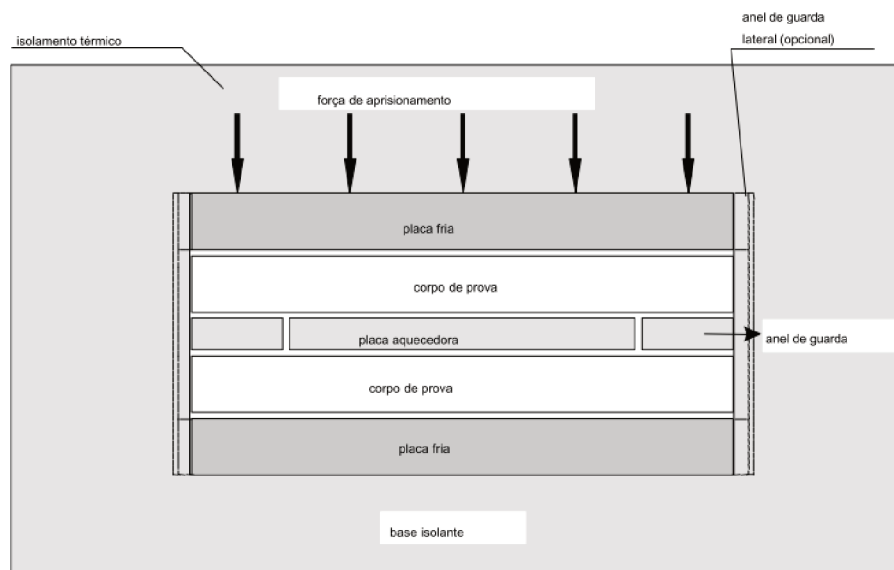 anel de guarda
lateral (opcional)
isolamento térmico
força de aprisionamento
placa fria
corpo de prova
placa aquecedora
anel de guarda
corpo de prova
placa fria
base isolante